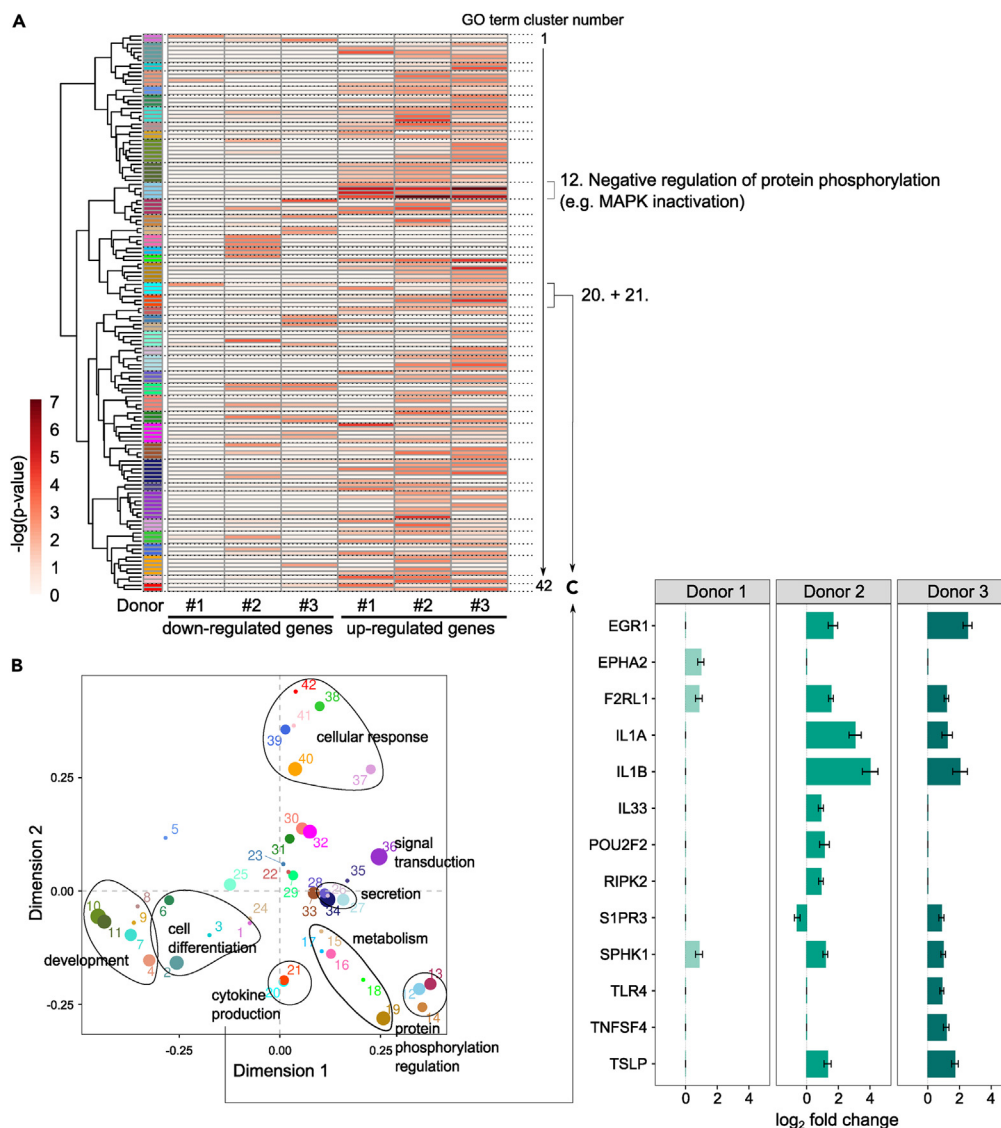 A
GO term cluster number
1
12. Negative regulation of protein phosphorylation
(e.g. MAPK inactivation)
20. + 21.
7
6
5
4
3
2
1
0
-log(p-value)
42
Donor #1 #2 #3 #1 #2 #3
down-regulated genes up-regulated genes
B
42
38
41
39
cellular response
40
37
0.25
5
30
32
31
36
signal
transduction
23
35
25
22
28
secretion
0.00
29
27
8
10
6
24
33
34
9
3
1
metabolism
11
7
cell
differentiation
17
15
development
4
2
16
13
21
18
2
20
cytokine
production
19
14
-0.25
protein
phosphorylation
regulation
-0.25
0.00
0.25
Dimension 1
Dimension 2
C
Donor 1 Donor 2 Donor 3
EGR1
EPHA2
F2RL1
IL1A
IL1B
IL33
POU2F2
RIPK2
S1PR3
SPHK1
TLR4
TNFSF4
TSLP
0 2 4 0 2 4 0 2 4
log2 fold change